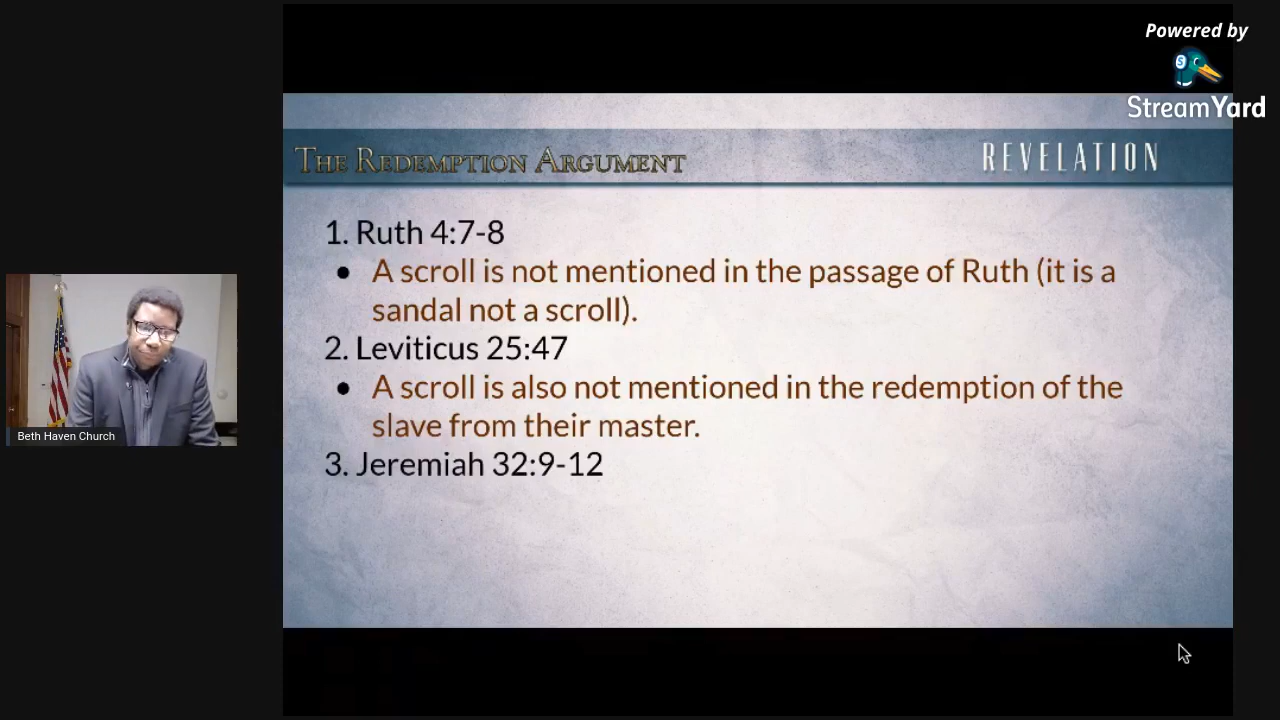 Powered by
StreamYard
THE REDEMPTION ARGUMENT
REVELATION
1. Ruth 4:7-8
• A scroll is not mentioned in the passage of Ruth (it is a
sandal not a scroll).
2. Leviticus 25:47
• A scroll is also not mentioned in the redemption of the
slave from their master.
3. Jeremiah 32:9-12
Beth Haven Church